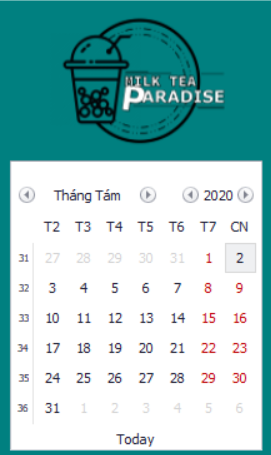 MILK TEA
PARADISE
Tháng Tám 2020
T2 T3 T4 T5 T6 T7 CN
31 27 28 29 30 31 1 2
32 3 4 5 6 7 8 9
33 10 11 12 13 14 15 16
34 17 18 19 20 21 22 23
35 24 25 26 27 28 29 30
36 31 1 2 3 4 5 6
Today